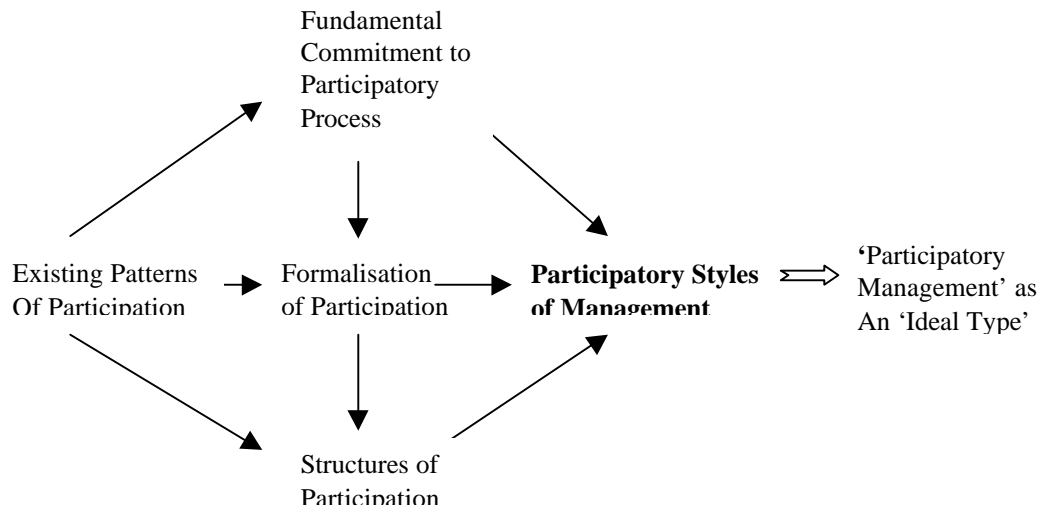 Fundamental
Commitment to
Participatory
Process
Existing Patterns
Of Participation
Formalisation
of Participation
Participatory Styles
of Management
‘Participatory
Management’ as
An ‘Ideal Type’
Structures of
Participation